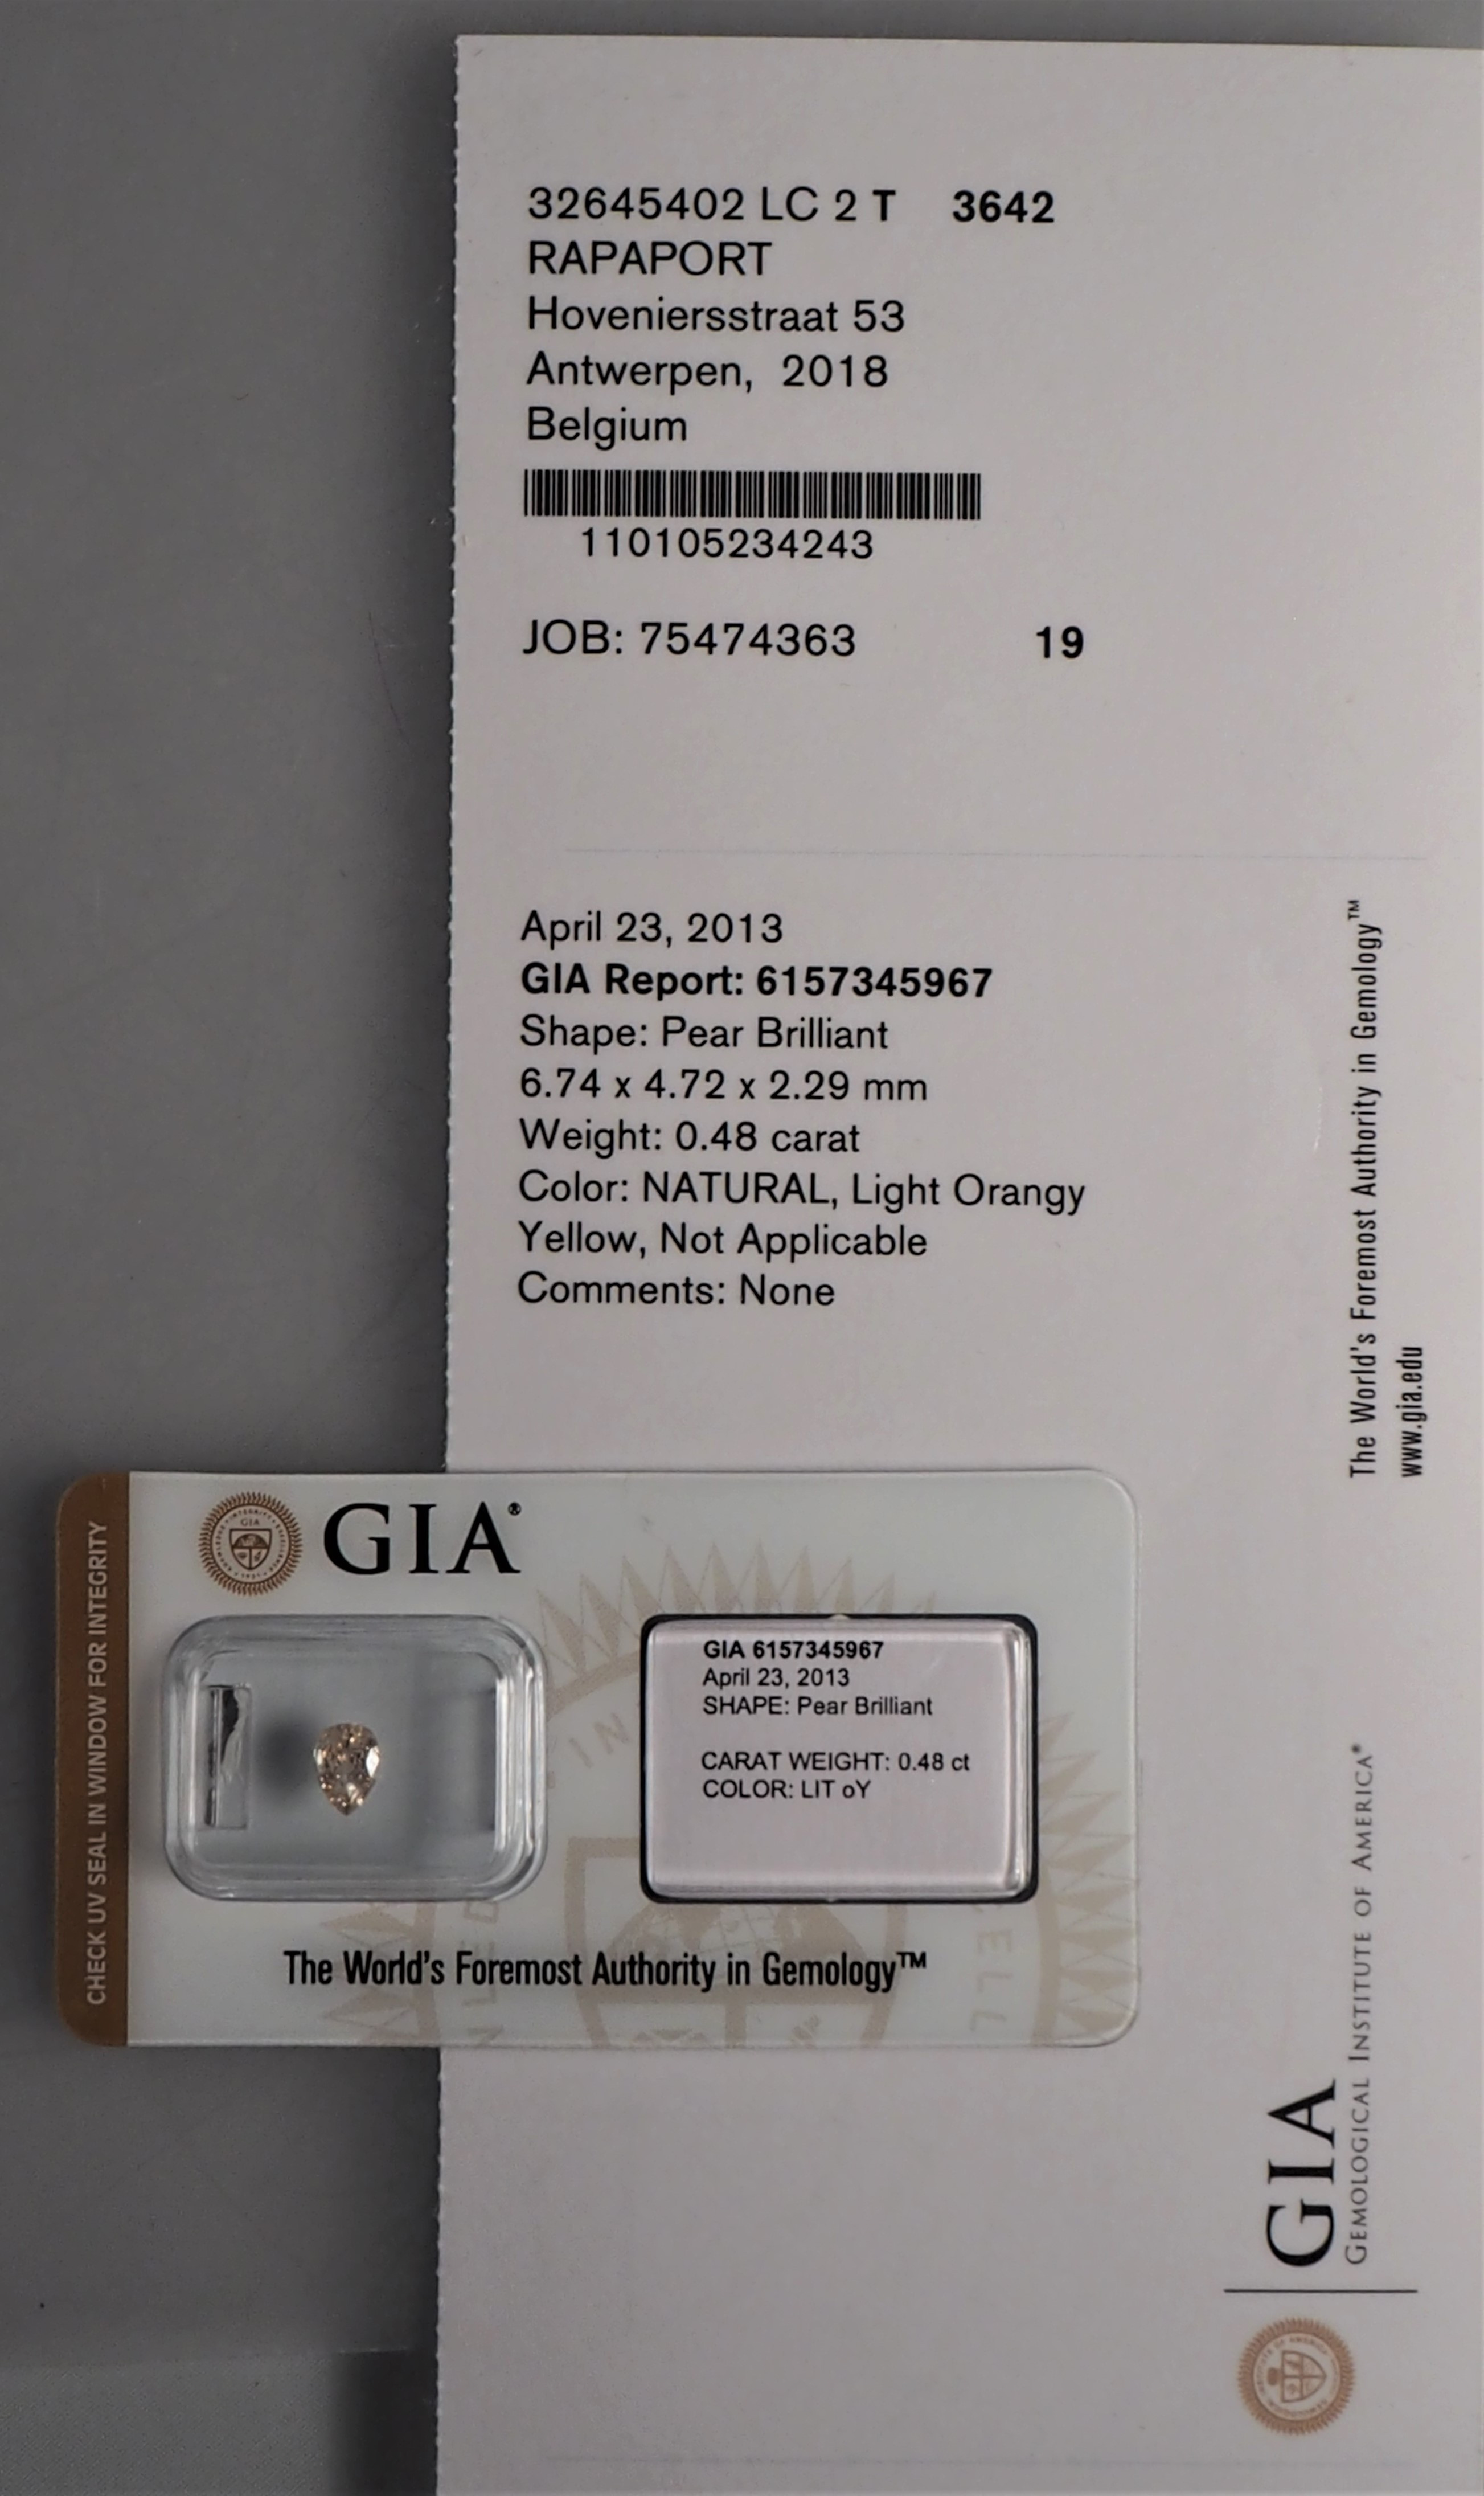 32645402 LC 2 T 3642
RAPAPORT
Hoveniersstraat 53
Antwerpen, 2018
Belgium
110105234243
JOB: 75474363 19
April 23, 2013
GIA Report: 6157345967
Shape: Pear Brilliant
6.74 x 4.72 x 2.29 mm
Weight: 0.48 carat
Color: NATURAL, Light Orangy
Yellow, Not Applicable
Comments: None
The World's Foremost Authority in Gemology™
www.gia.edu
CHECK UV SEAL IN WINDOW FOR INTEGRITY
GIA
GIA®
GIA 6157345967
April 23, 2013
SHAPE: Pear Brilliant
CARAT WEIGHT: 0.48 ct
COLOR: LIT oY
The World's Foremost Authority in Gemology™
GIA
GEMOLOGICAL INSTITUTE OF AMERICA®